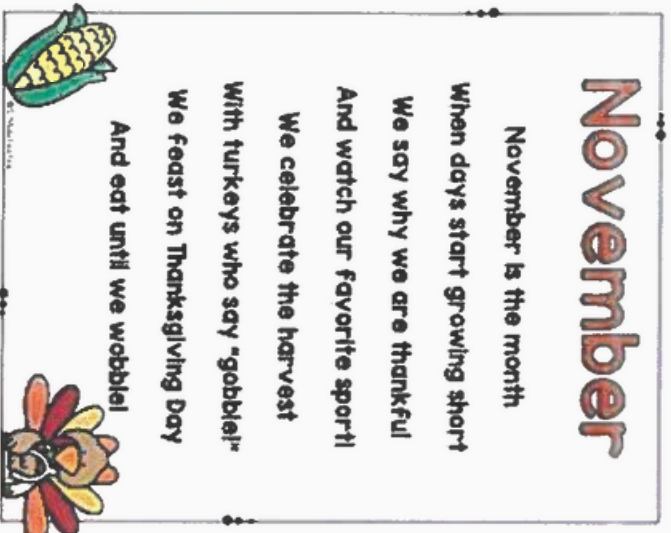 November
November is the month
When days start growing short
We say why we are thankful
And watch our favorite sport!
We celebrate the harvest
With turkeys who say "gobble!"
We feast on Thanksgiving Day
And eat until we wobble!